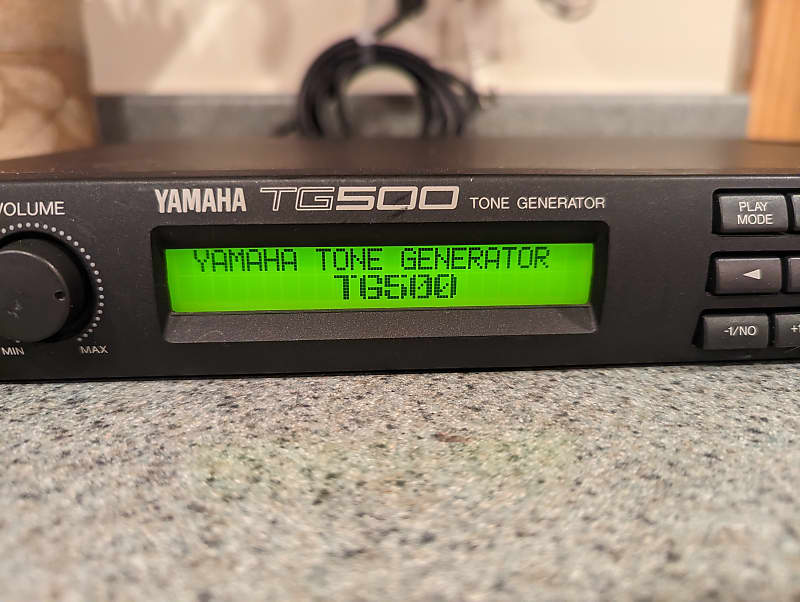 VOLUME
YAMAHA TG500 TONE GENERATOR
YAMAHA TONE GENERATOR
TG500
MIN
MAX
PLAY
MODE
-1/NO